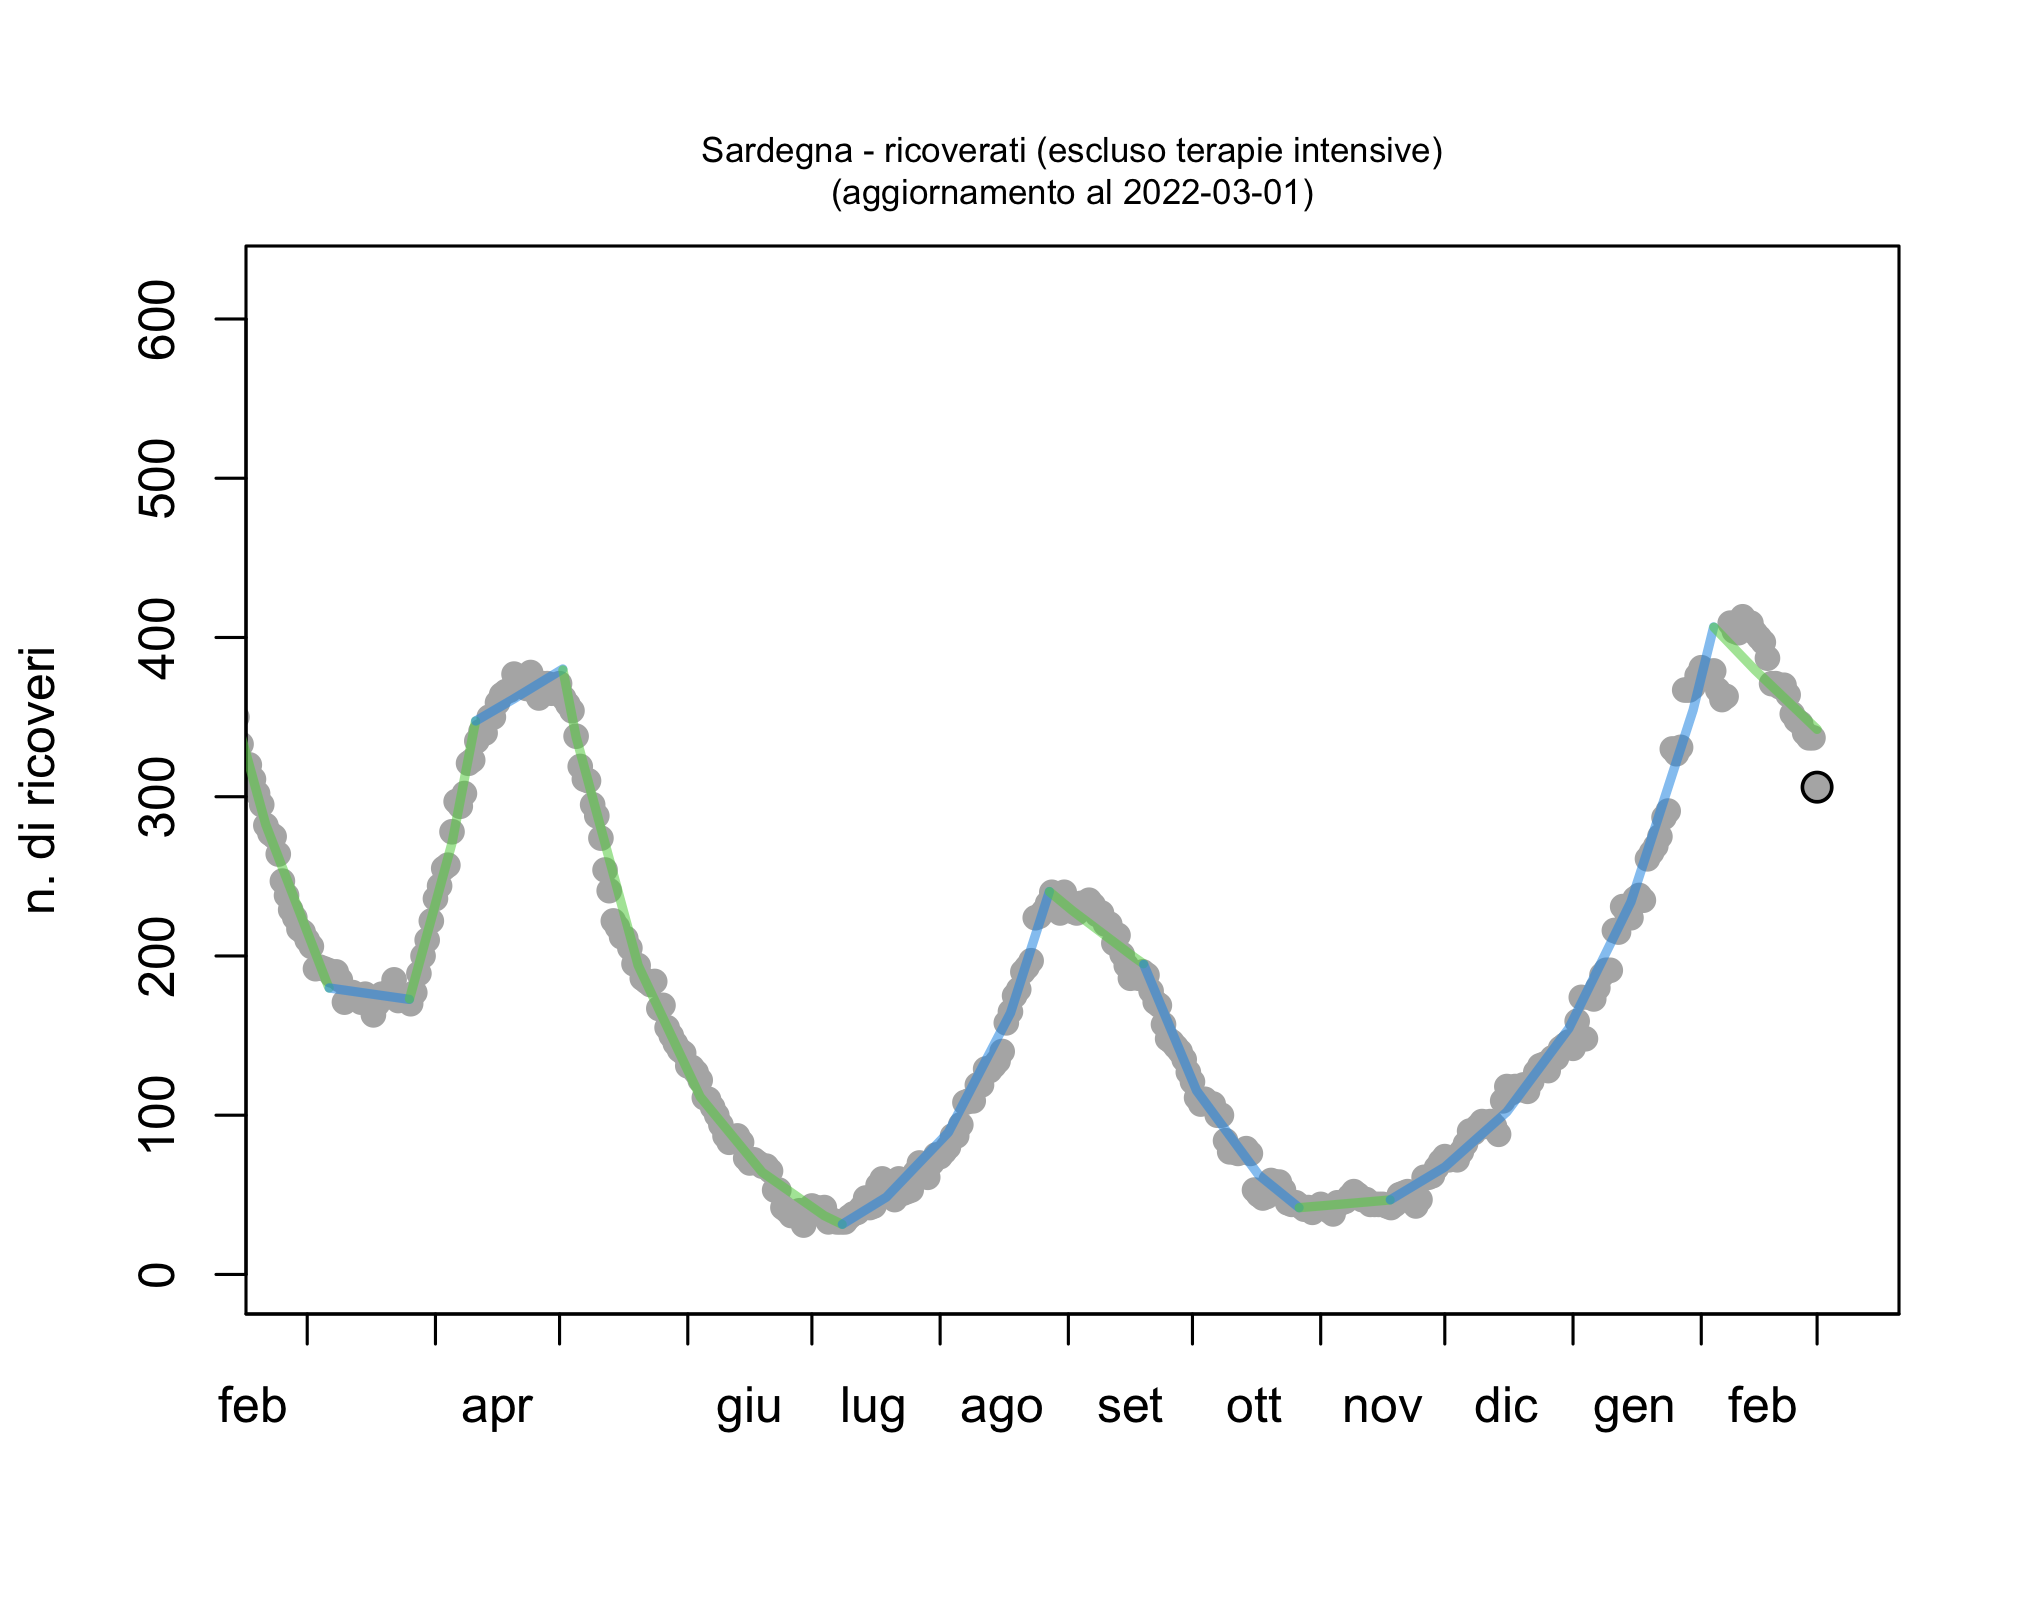 Sardegna - ricoverati (escluso terapie intensive)
(aggiornamento al 2022-03-01)
n. di ricoveri
600
500
400
300
200
100
0
feb apr giu lug ago set ott nov dic gen feb